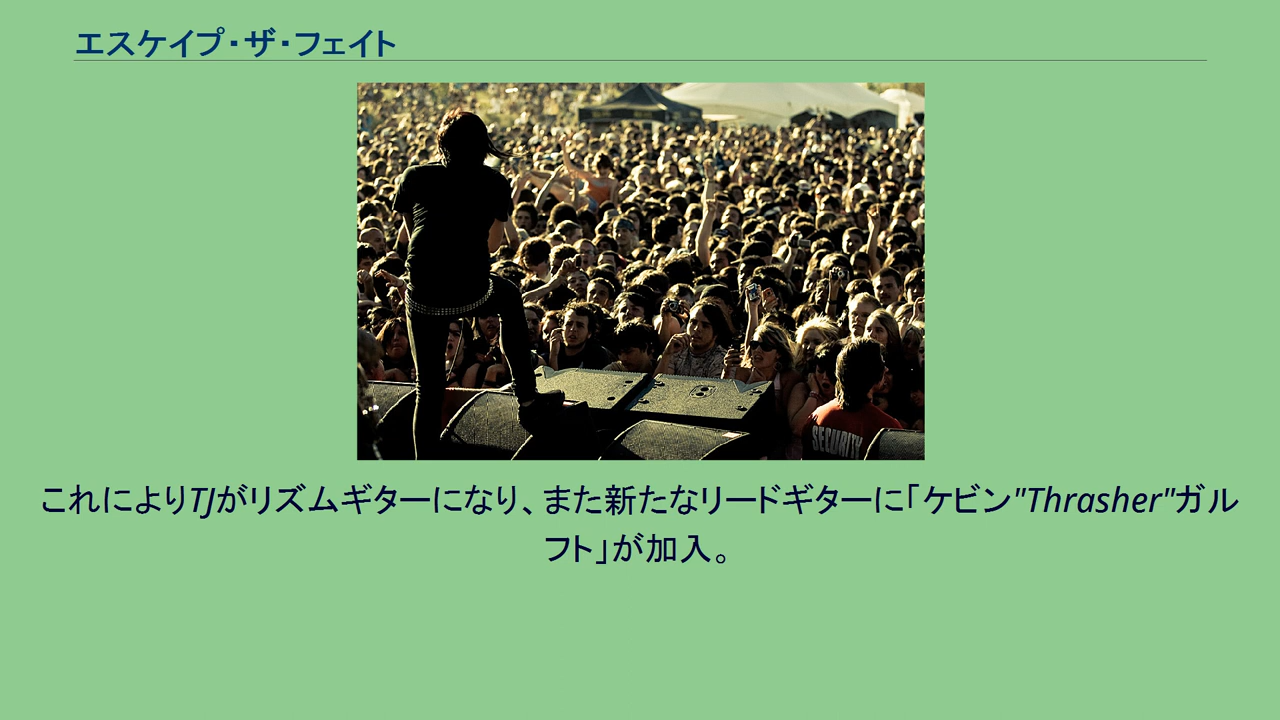 エスケイプ・ザ・フェイト
SECURITY
これによりTJがリズムギターになり、また新たなリードギターに「ケビン"Thrasher"ガル
フト」が加入。